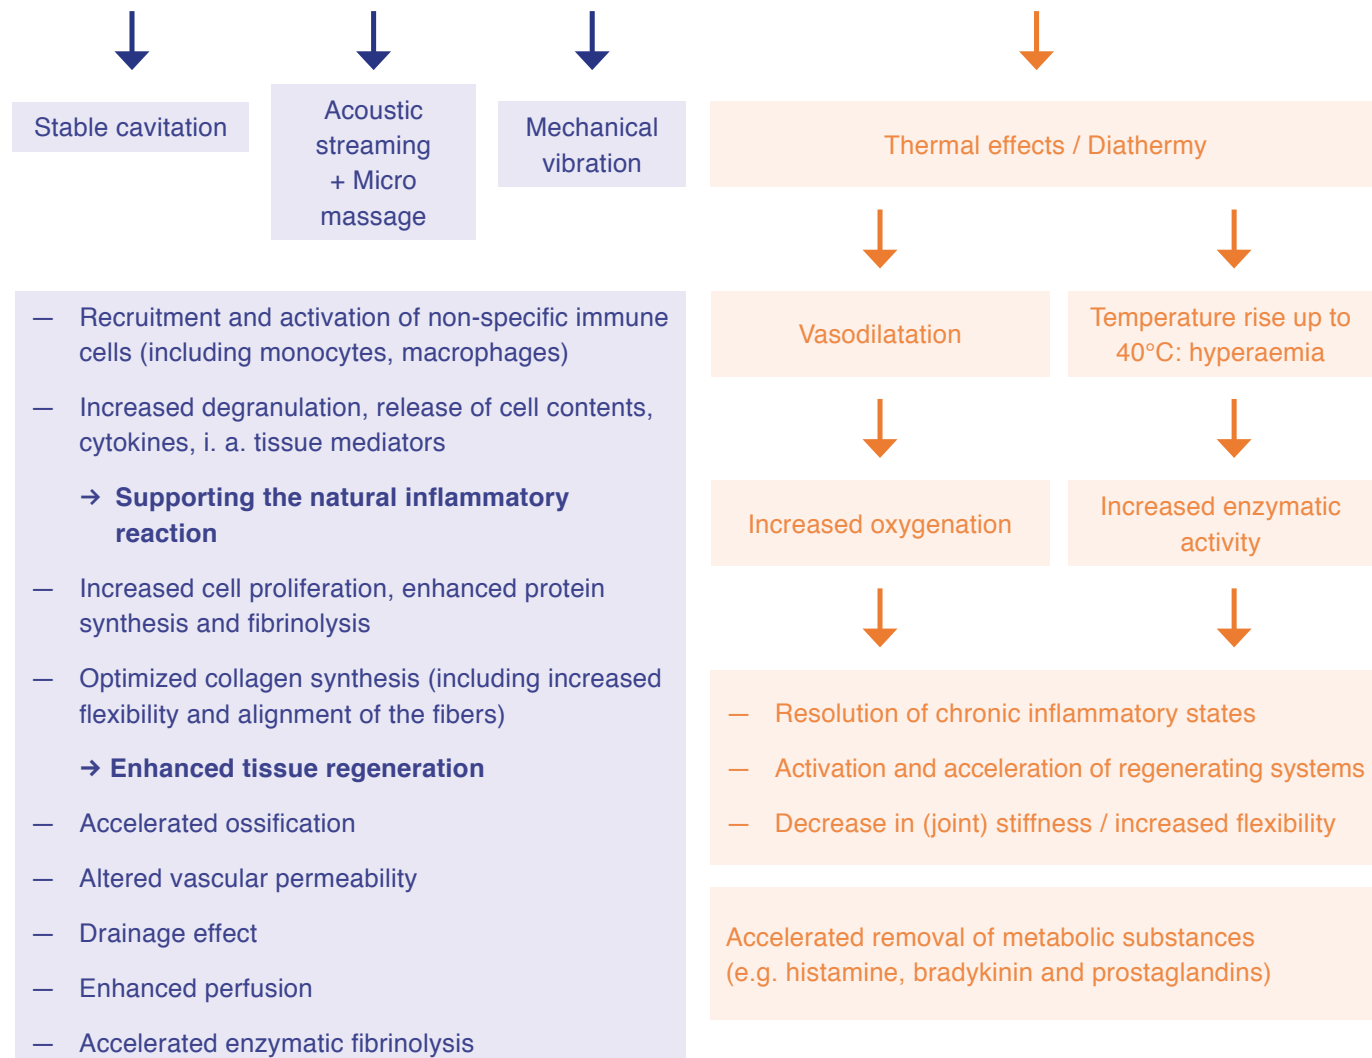 Stable cavitation
Acoustic
streaming
+ Micro
massage
Mechanical
vibration
Thermal effects / Diathermy
— Recruitment and activation of non-specific immune
cells (including monocytes, macrophages)
— Increased degranulation, release of cell contents,
cytokines, i. a. tissue mediators
→ Supporting the natural inflammatory
reaction
— Increased cell proliferation, enhanced protein
synthesis and fibrinolysis
— Optimized collagen synthesis (including increased
flexibility and alignment of the fibers)
→ Enhanced tissue regeneration
— Accelerated ossification
— Altered vascular permeability
— Drainage effect
— Enhanced perfusion
— Accelerated enzymatic fibrinolysis
Vasodilatation
Temperature rise up to
40°C: hyperaemia
Increased oxygenation
Increased enzymatic
activity
— Resolution of chronic inflammatory states
— Activation and acceleration of regenerating systems
— Decrease in (joint) stiffness / increased flexibility
Accelerated removal of metabolic substances
(e.g. histamine, bradykinin and prostaglandins)